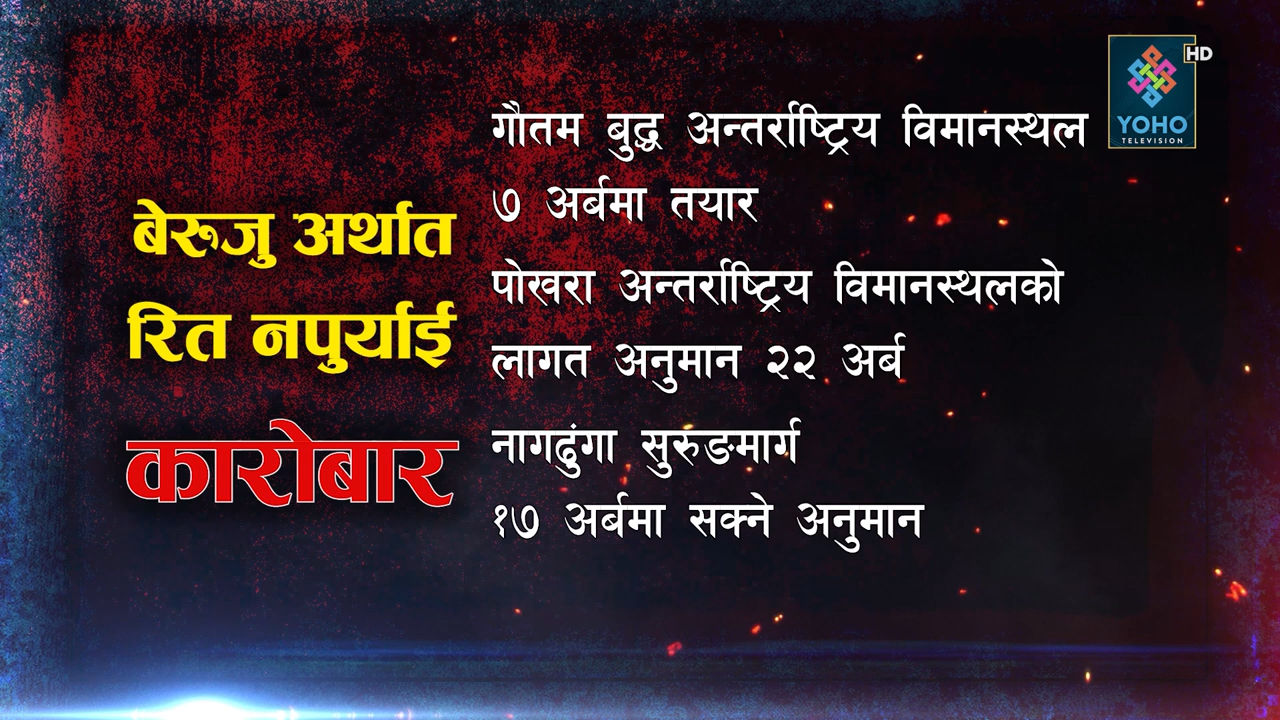 बेरुजु अर्थात
रित नपुर्याई
कारोबार
गौतम बुद्ध अन्तर्राष्ट्रिय विमानस्थल
७ अर्बमा तयार
पोखरा अन्तर्राष्ट्रिय विमानस्थलको
लागत अनुमान २२ अर्ब
नागढुंगा सुरुङमार्ग
१७ अर्बमा सक्ने अनुमान
HD
YOHO
TELEVISION